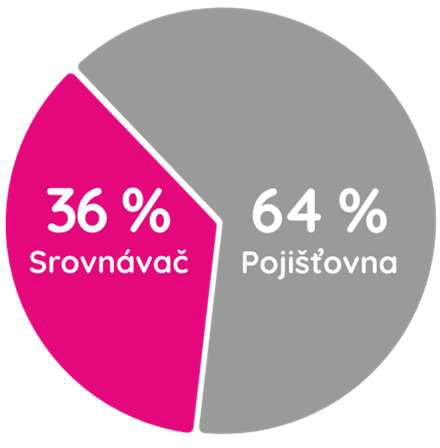 36 %
Srovnávač
64 %
Pojišťovna